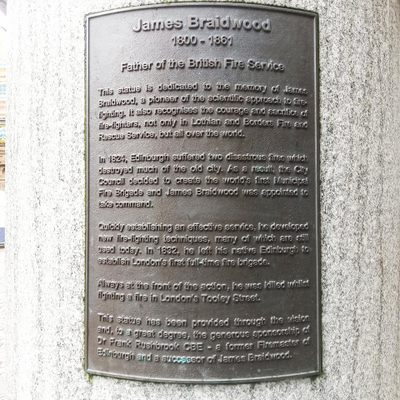 James Braidwood
1800 - 1861
Father of the British Fire Service
This statue is dedicated to the memory of James
Braidwood, a pioneer of the scientific approach to fire-
fighting. It also recognises the courage and sacrifice of
fire-fighters, not only in Lothian and Borders Fire and
Rescue Service, but all over the world.
In 1824, Edinburgh suffered two disastrous fires which
destroyed much of the old city. As a result, the City
Council decided to create the world's first Municipal
Fire Brigade and James Braidwood was appointed to
take command.
Quickly establishing an effective service, he developed
new fire-fighting techniques, many of which are still
used today. In 1832, he left his native Edinburgh to
establish London's first full-time fire brigade.
Always at the front of the action, he was killed whilst
fighting a fire in London's Tooley Street.
This statue has been provided through the vision
and, to a great degree, the generous sponsorship of
Dr Frank Rushbrook CBE - a former Firemaster of
Edinburgh and a successor of James Braidwood.